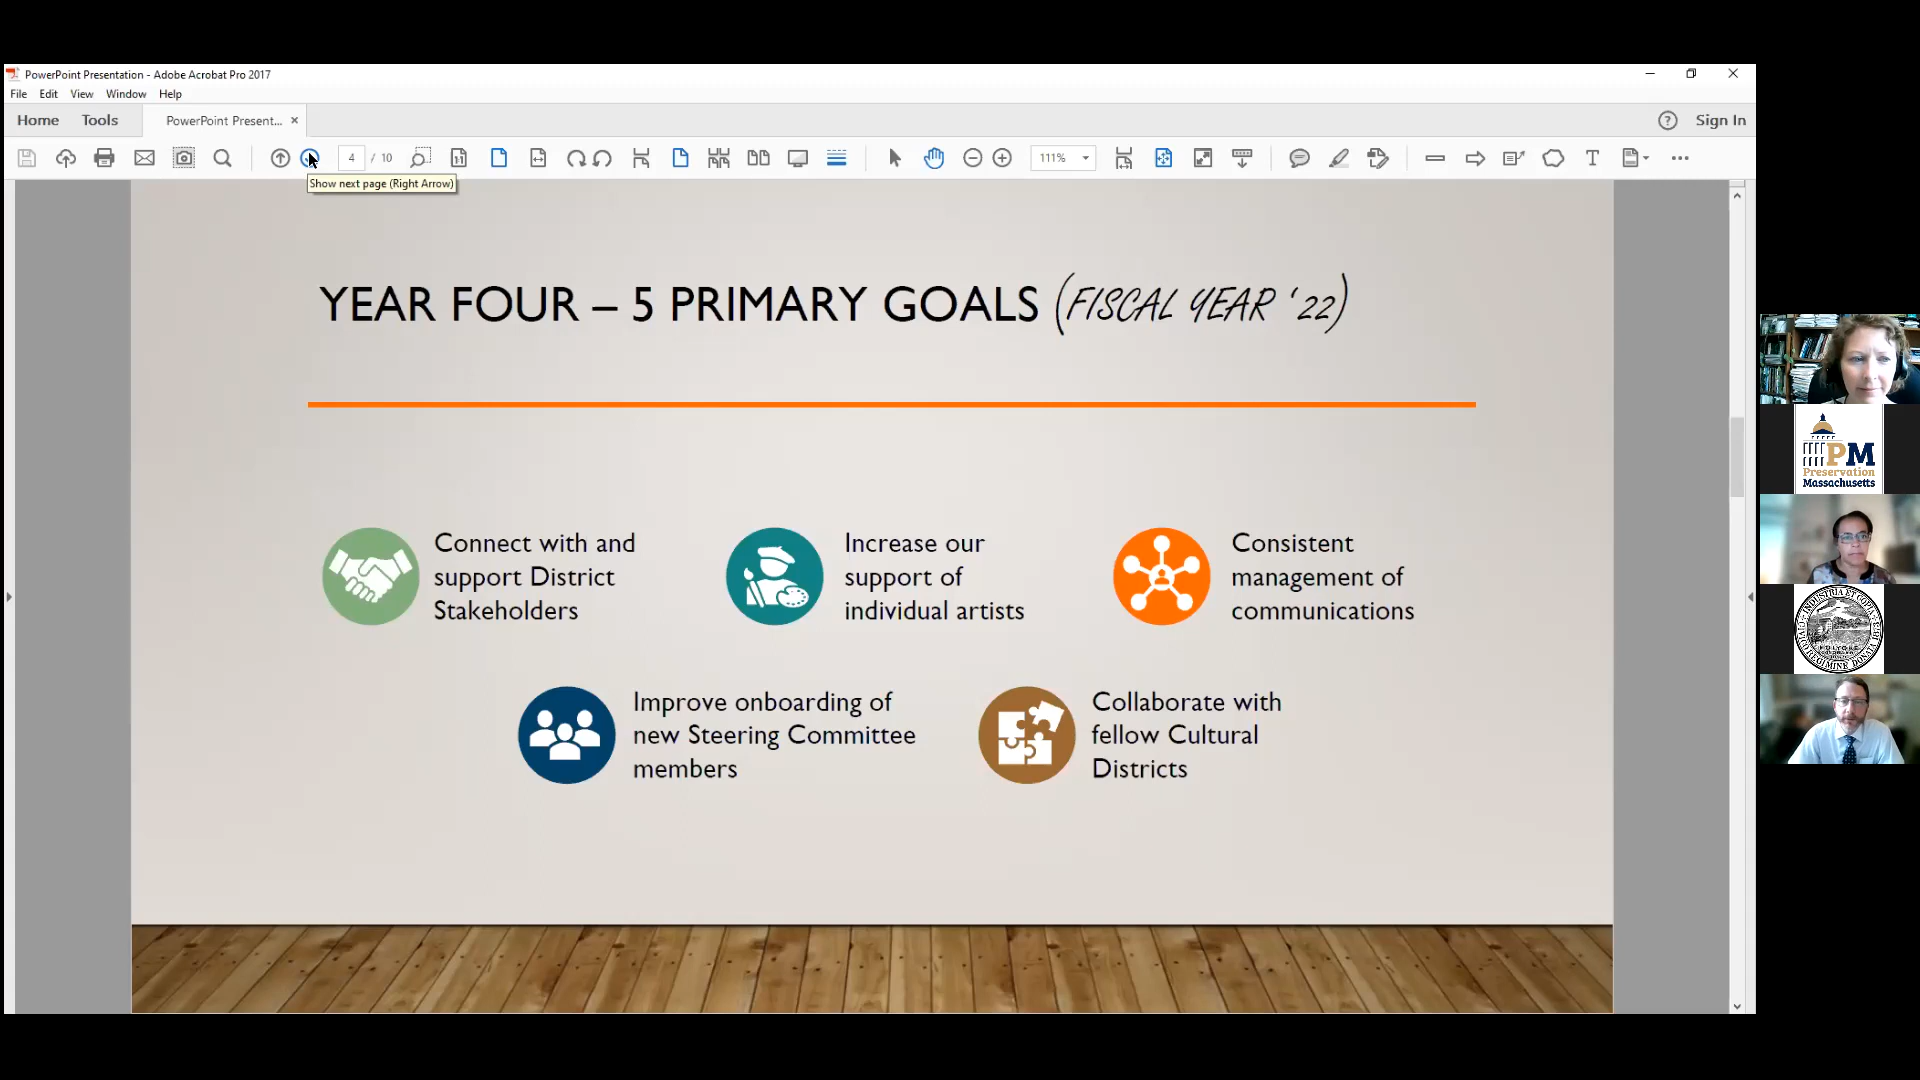 PowerPoint Presentation - Adobe Acrobat Pro 2017
File Edit View Window Help
Home Tools PowerPoint Present... ×
Sign In
4 / 10
111%
Show next page (Right Arrow)
YEAR FOUR – 5 PRIMARY GOALS (FISCAL YEAR ‘22)
Connect with and
support District
Stakeholders
Increase our
support of
individual artists
Consistent
management of
communications
Improve onboarding of
new Steering Committee
members
Collaborate with
fellow Cultural
Districts
PM
Preservation
Massachusetts
INDUSTRIA ET COPIA